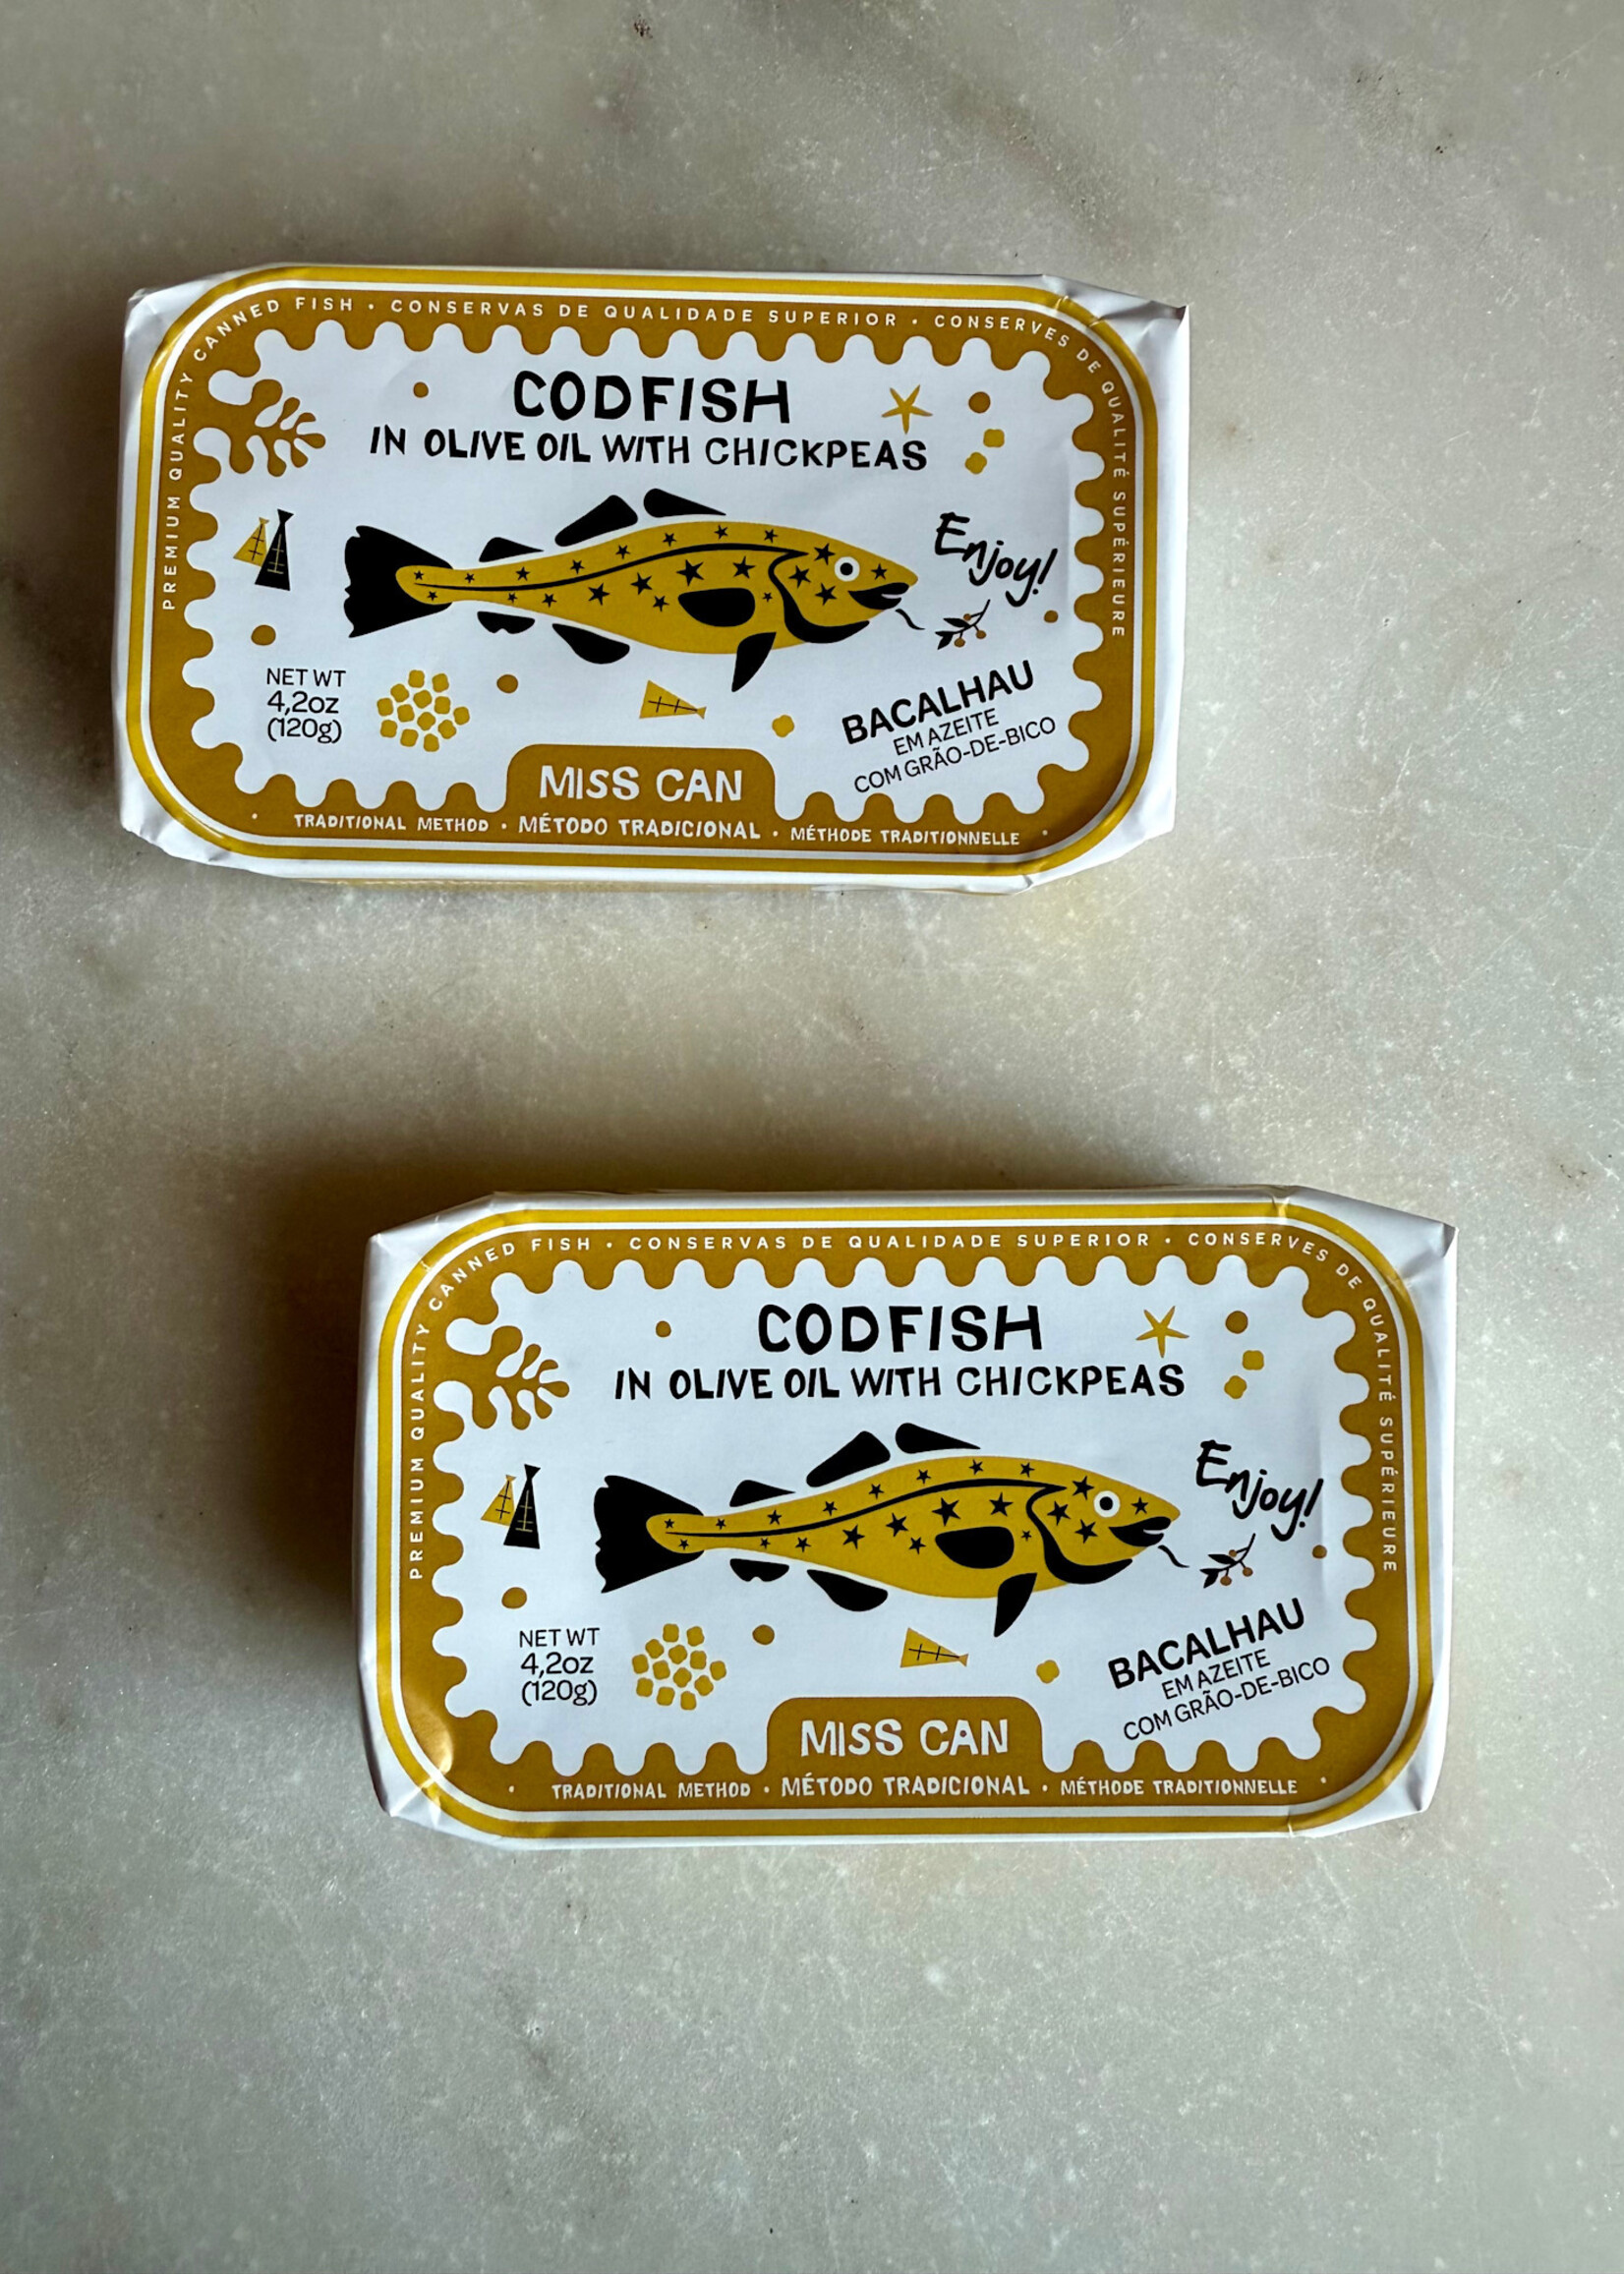 PREMIUM QUALITY CANNED FISH • CONSERVAS DE QUALIDADE SUPERIOR • CONSERVES DE QUALITÉ SUPÉRIEURE
CODFISH
IN OLIVE OIL WITH CHICKPEAS
Enjoy!
NET WT
4,2oz
(120g)
BACALHAU
EM AZEITE
COM GRÃO-DE-BICO
MISS CAN
• TRADITIONAL METHOD • MÉTODO TRADICIONAL • MÉTHODE TRADITIONNELLE •
PREMIUM QUALITY CANNED FISH • CONSERVAS DE QUALIDADE SUPERIOR • CONSERVES DE QUALITÉ SUPÉRIEURE
CODFISH
IN OLIVE OIL WITH CHICKPEAS
Enjoy!
NET WT
4,2oz
(120g)
BACALHAU
EM AZEITE
COM GRÃO-DE-BICO
MISS CAN
• TRADITIONAL METHOD • MÉTODO TRADICIONAL • MÉTHODE TRADITIONNELLE •